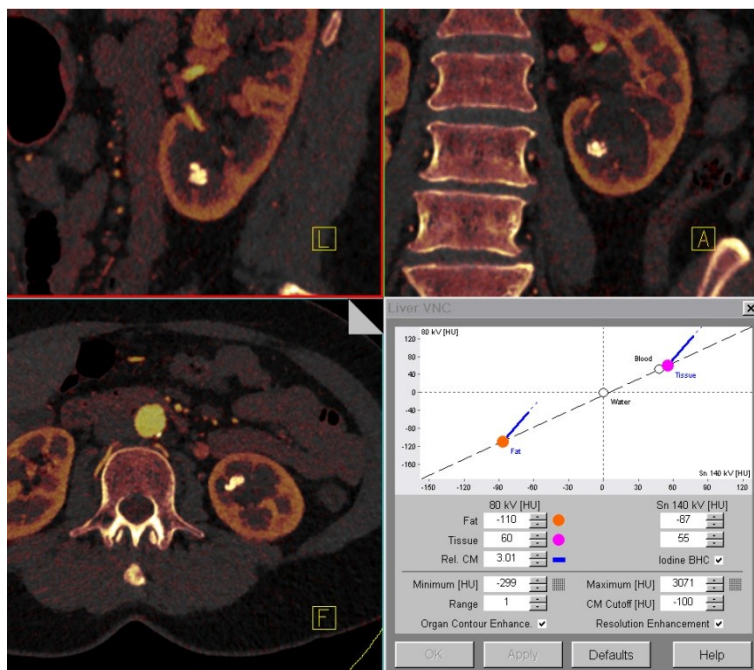 L
A
F
Liver VNC
80 kV [HU]
120
80
40
0
-40
-80
-120
-160
Blood
Tissue
Water
Fat
-150 -120 -90 -60 -30 0 30 60 90 120
Sn 140 kV [HU]
80 kV [HU] Sn 140 kV [HU]
Fat -110 -87
Tissue 60 55
Rel. CM 3.01 Iodine BHC
Minimum [HU] -299 Maximum [HU] 3071
Range 1 CM Cutoff [HU] -100
Organ Contour Enhance. Resolution Enhancement
OK Apply Defaults Help